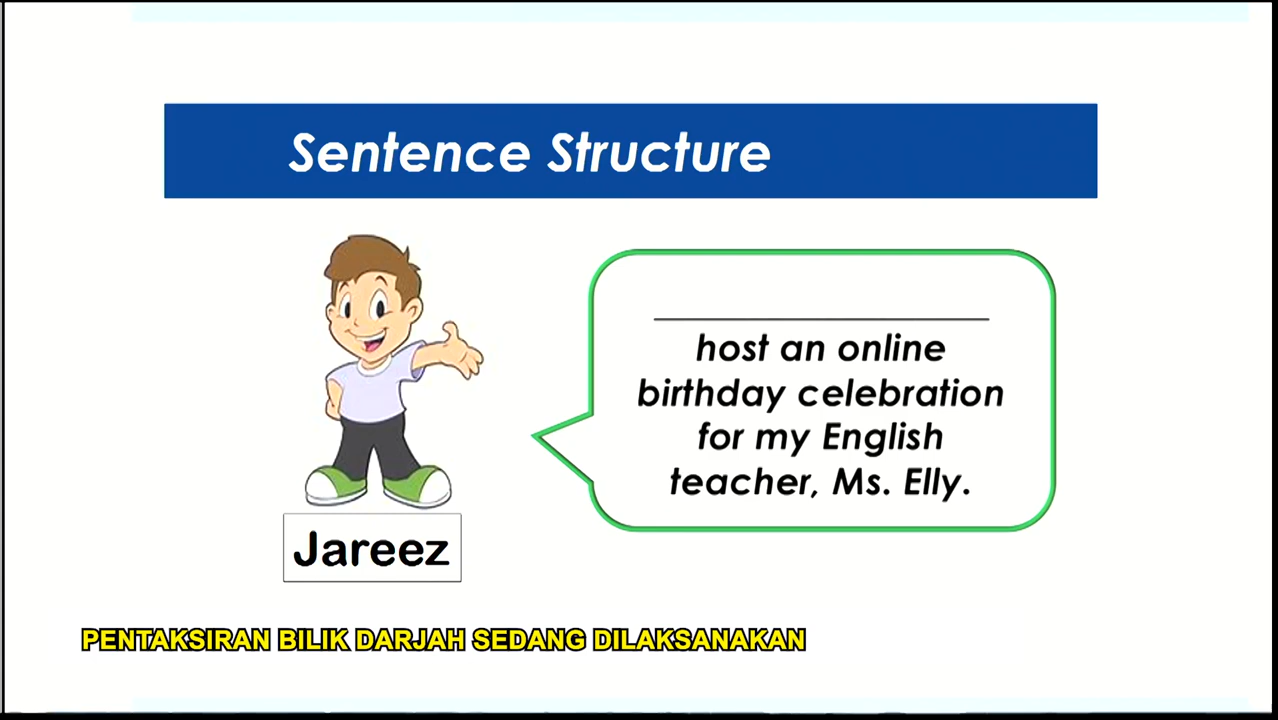 Sentence Structure
host an online
birthday celebration
for my English
teacher, Ms. Elly.
Jareez
PENTAKSIRAN BILIK DARJAH SEDANG DILAKSANAKAN